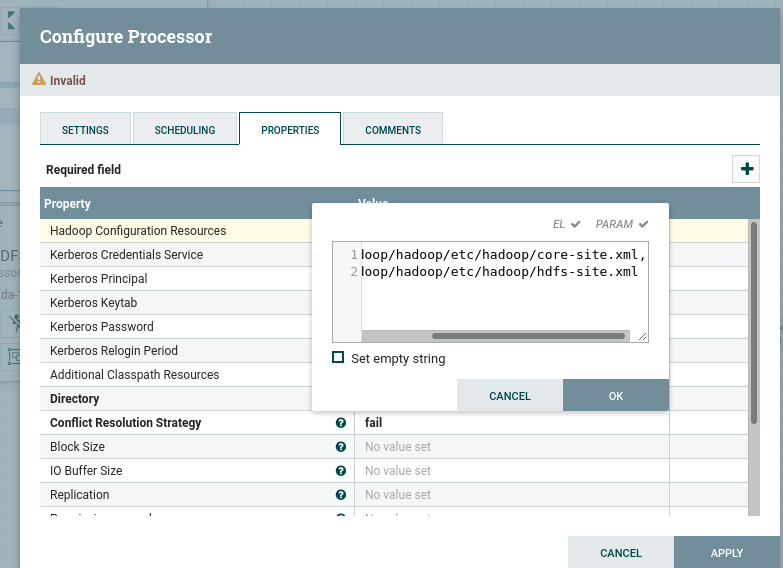 Configure Processor
Invalid
SETTINGS
SCHEDULING
PROPERTIES
COMMENTS
Required field
Property
EL
PARAM
1 loop/hadoop/etc/hadoop/core-site.xml,
2 loop/hadoop/etc/hadoop/hdfs-site.xml
Set empty string
CANCEL
OK
Hadoop Configuration Resources
Kerberos Credentials Service
Kerberos Principal
Kerberos Keytab
Kerberos Password
Kerberos Relogin Period
Additional Classpath Resources
Directory
Conflict Resolution Strategy fail
Block Size No value set
IO Buffer Size No value set
Replication No value set
CANCEL
APPLY